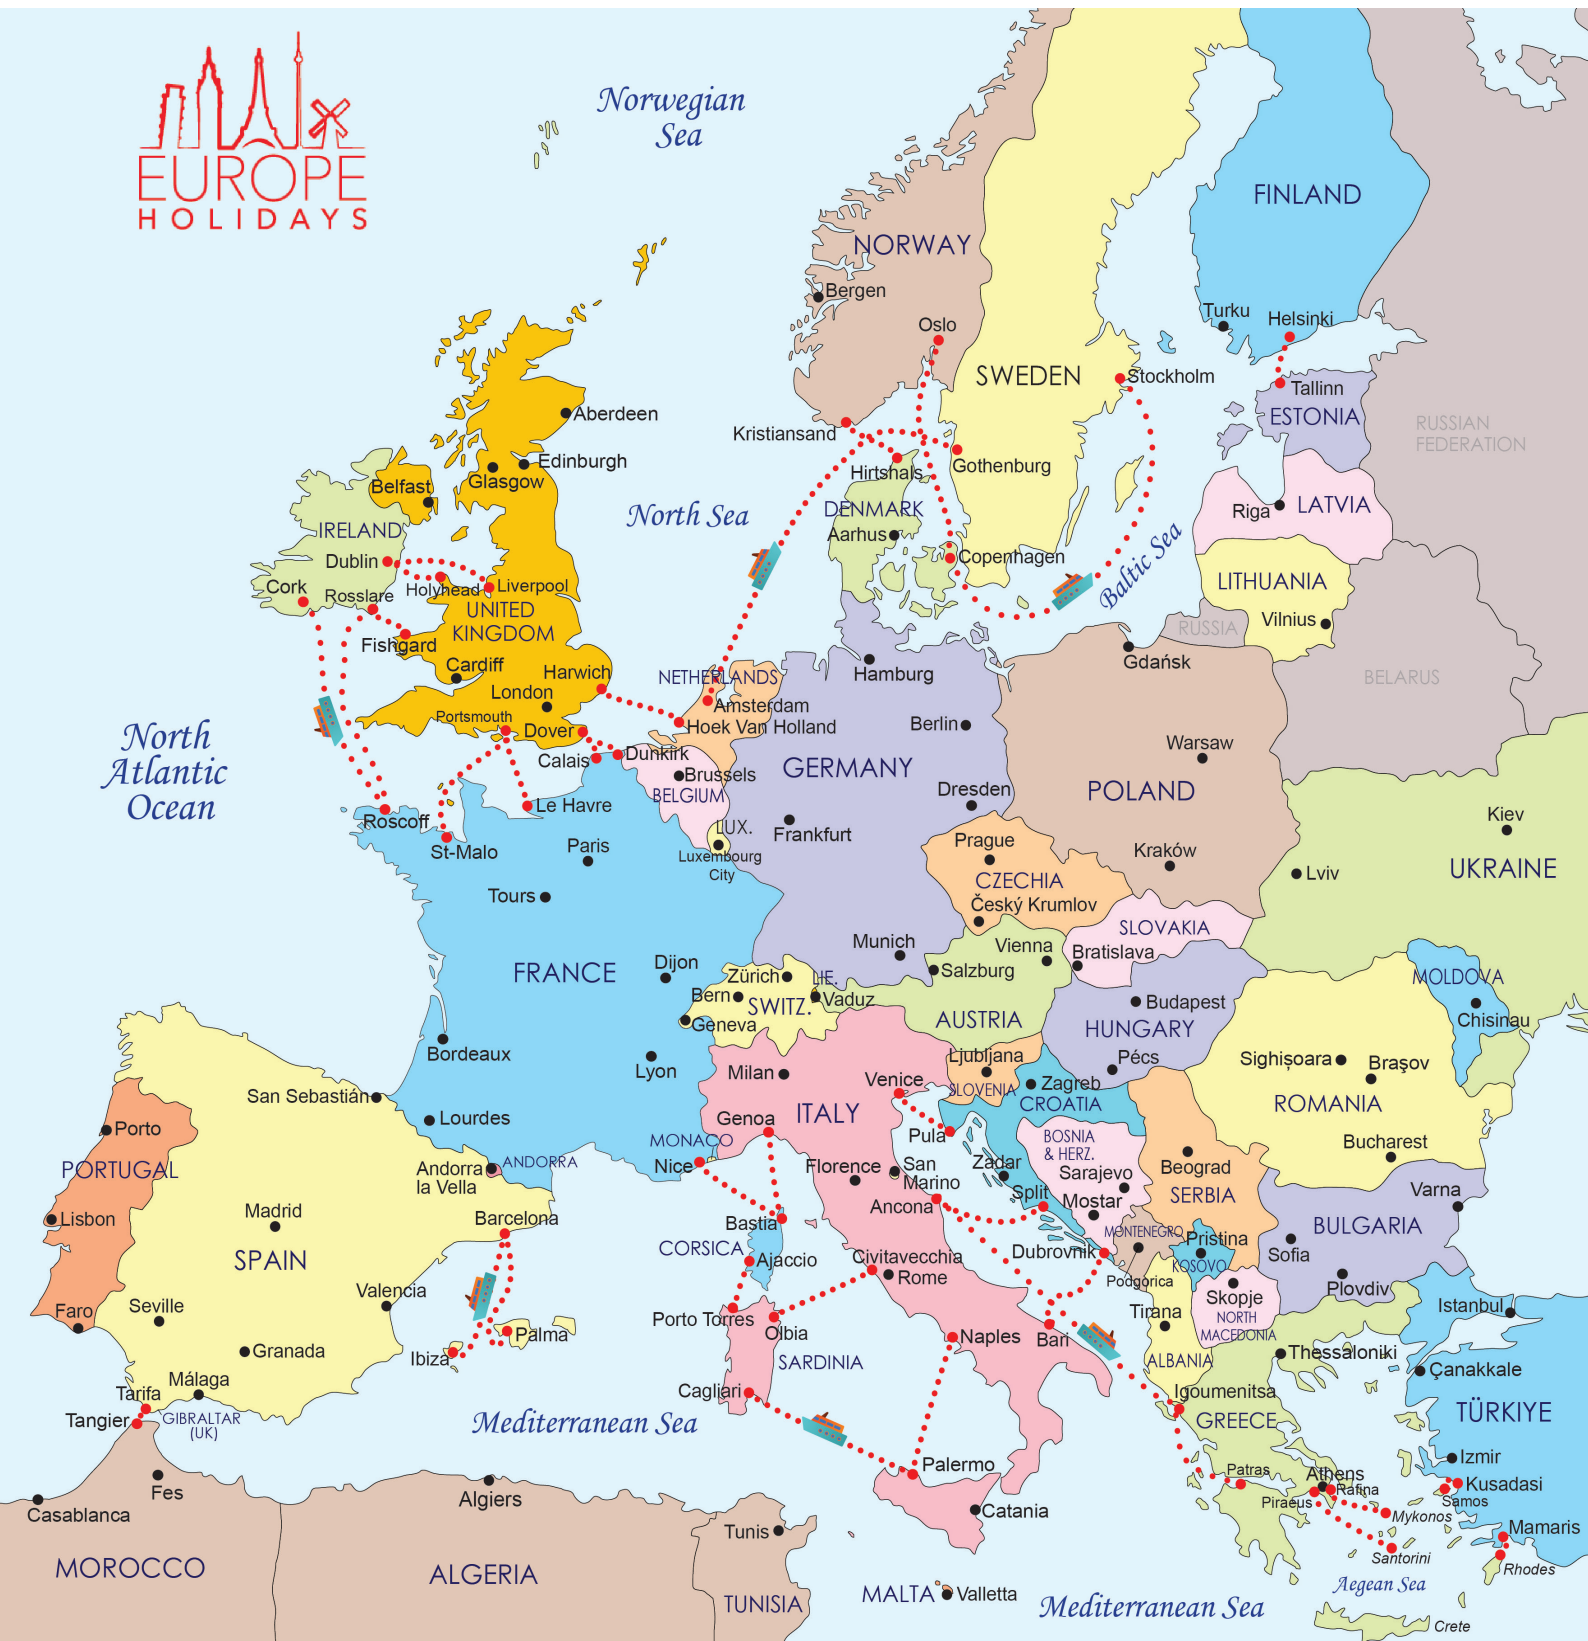 EUROPE
HOLIDAYS
Norwegian
Sea
FINLAND
NORWAY
Bergen
Turku
Helsinki
Oslo
SWEDEN
Stockholm
Tallinn
ESTONIA
Aberdeen
RUSSIAN
FEDERATION
Kristiansand
Gothenburg
Hirtshals
Edinburgh
Glasgow
Belfast
North Sea
DENMARK
Riga
LATVIA
IRELAND
Aarhus
Dublin
Copenhagen
Baltic Sea
Cork
Rosslare
Holyhead
Liverpool
LITHUANIA
UNITED
KINGDOM
Vilnius
RUSSIA
Fishgard
Cardiff
Harwich
NETHERLANDS
Hamburg
Gdańsk
BELARUS
London
Amsterdam
Portsmouth
Dover
Hoek Van Holland
Berlin
North
Atlantic
Ocean
Calais
Dunkirk
Warsaw
Brussels
BELGIUM
GERMANY
Dresden
POLAND
Le Havre
Roscoff
LUX.
Frankfurt
Kiev
St-Malo
Paris
Luxembourg
City
Prague
Kraków
Lviv
UKRAINE
Tours
CZECHIA
Český Krumlov
SLOVAKIA
Munich
Vienna
Bratislava
FRANCE
Dijon
Zürich
LIE.
Salzburg
MOLDOVA
Bern
SWITZ.
Vaduz
Budapest
Geneva
AUSTRIA
HUNGARY
Chisinau
Bordeaux
Ljubljana
Pécs
Sighișoara
Braşov
Lyon
Milan
Venice
SLOVENIA
Zagreb
CROATIA
ROMANIA
San Sebastián
Lourdes
Genoa
ITALY
Porto
MONACO
Pula
BOSNIA
& HERZ.
Bucharest
PORTUGAL
Andorra
la Vella
ANDORRA
Nice
Florence
San
Marino
Zadar
Sarajevo
Beograd
SERBIA
Varna
Lisbon
Madrid
Barcelona
Bastia
Ancona
Split
Mostar
BULGARIA
SPAIN
CORSICA
Ajaccio
Civitavecchia
Rome
Dubrovnik
MONTENEGRO
Pristina
KOSOVO
Sofia
Podgorica
Plovdiv
Valencia
Faro
Seville
Porto Torres
Olbia
Tirana
Skopje
NORTH
MACEDONIA
Istanbul
Palma
Ibiza
Naples
Bari
Granada
SARDINIA
ALBANIA
Thessaloniki
Çanakkale
Málaga
Tarifa
Cagliari
Igoumenitsa
Tangier
GIBRALTAR
(UK)
Mediterranean Sea
GREECE
TÜRKIYE
Palermo
Patras
Athens
Izmir
Fes
Rafina
Kusadasi
Casablanca
Algiers
Piraeus
Samos
Catania
Mykonos
Tunis
Mamaris
Santorini
Rhodes
MOROCCO
ALGERIA
Aegean Sea
TUNISIA
MALTA
Valletta
Mediterranean Sea
Crete